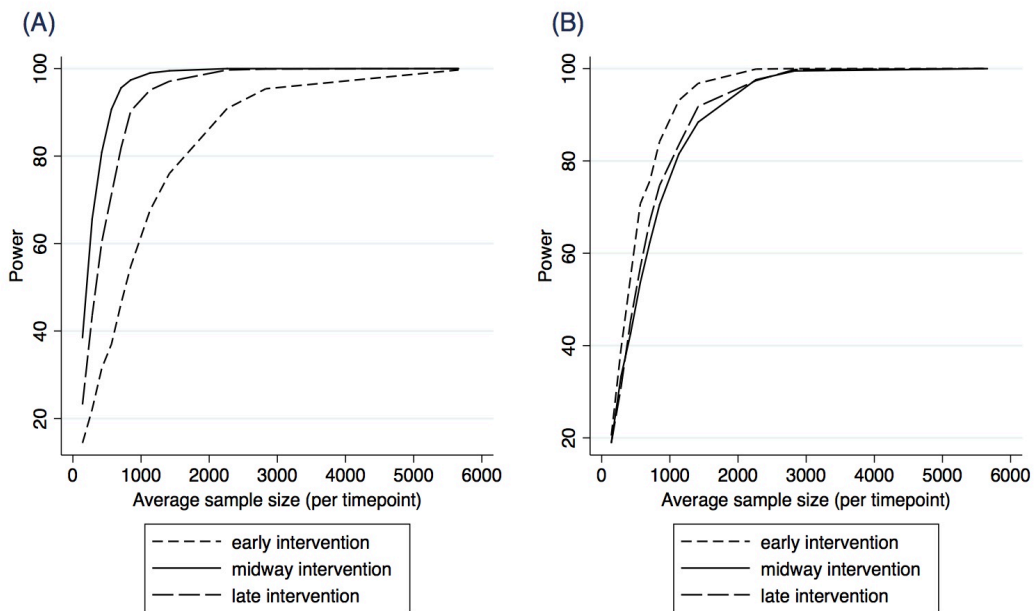 (A)
Power
100
80
60
40
20
0 1000 2000 3000 4000 5000 6000
Average sample size (per timepoint)
early intervention
midway intervention
late intervention
(B)
Power
100
80
60
40
20
0 1000 2000 3000 4000 5000 6000
Average sample size (per timepoint)
early intervention
midway intervention
late intervention